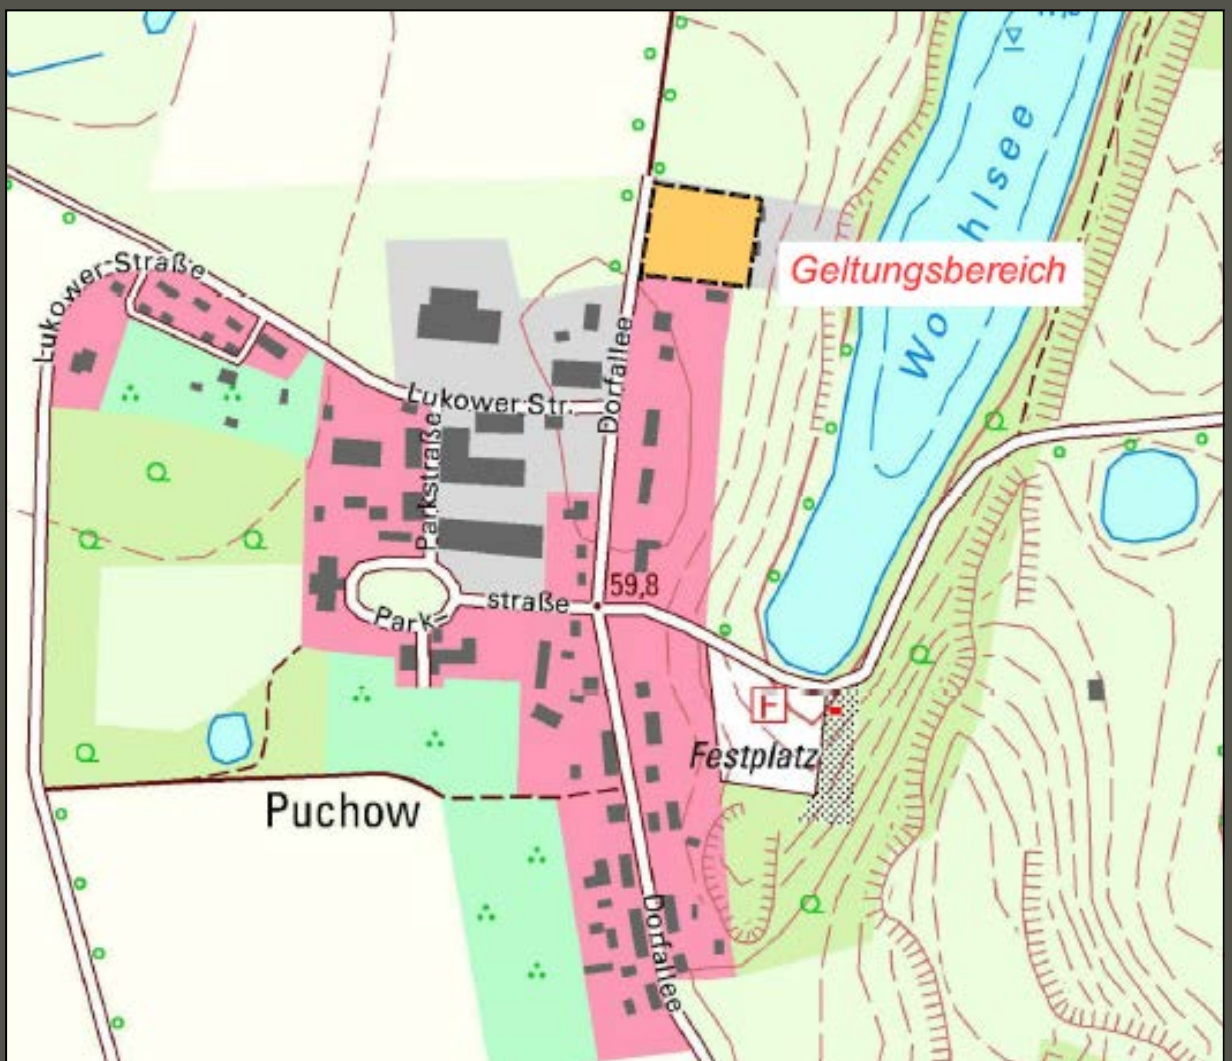 Geltungsbereich
Lukower-Straße
Lukower Str.
Dorfallee
Parkstraße
straße
Park-
59,8
Festplatz
Puchow
Dorfallee